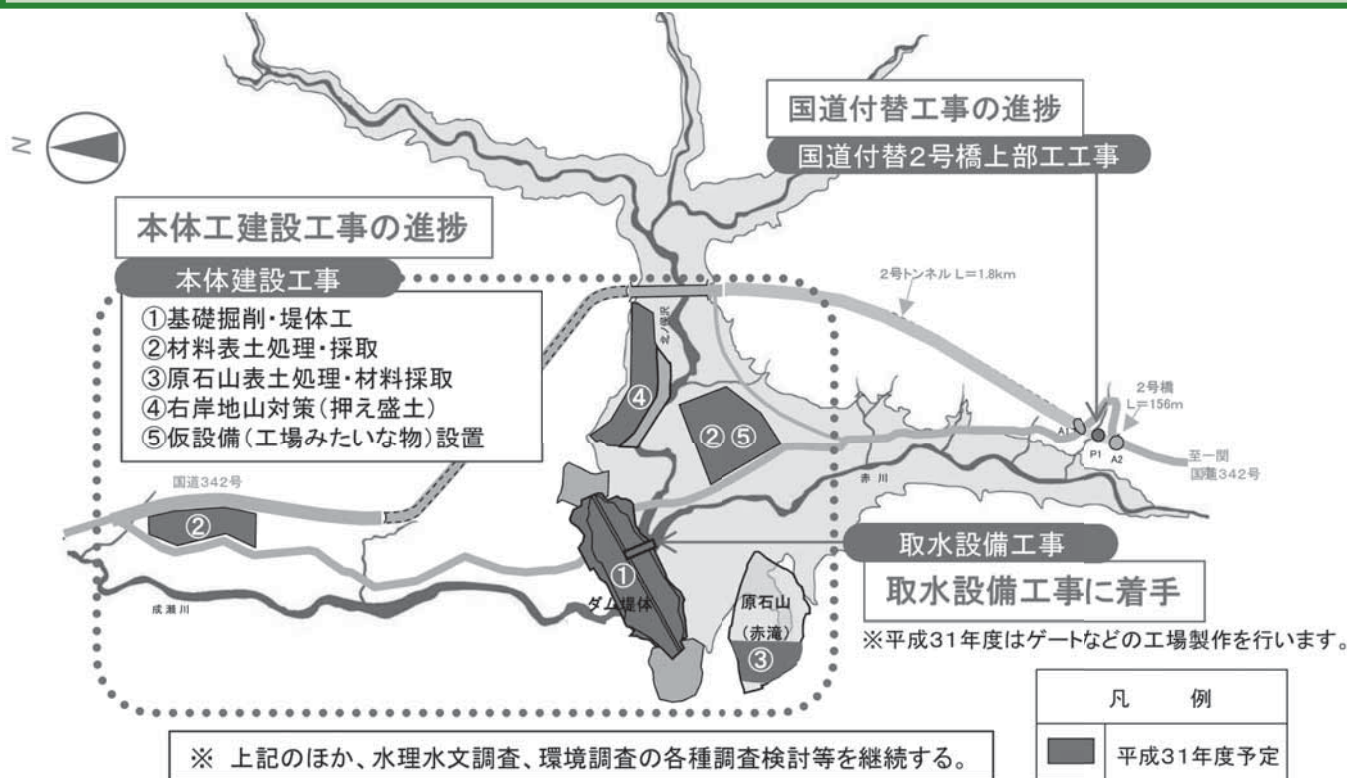 国道付替工事の進捗
国道付替2号橋上部工工事
N
本体工建設工事の進捗
本体建設工事
①基礎掘削・堤体工
②材料表土処理・採取
③原石山表土処理・材料採取
④右岸地山対策(押え盛土)
⑤仮設備(工場みたいな物)設置
2号トンネル L=1.8km
2号橋
L=156m
A1
P1
A2
至一関
国道342号
④
②⑤
赤川
国道342号
②
①
ダム堤体
成瀬川
原石山
(赤滝)
③
取水設備工事
取水設備工事に着手
※平成31年度はゲートなどの工場製作を行います。
凡 例
平成31年度予定
※ 上記のほか、水理水文調査、環境調査の各種調査検討等を継続する。